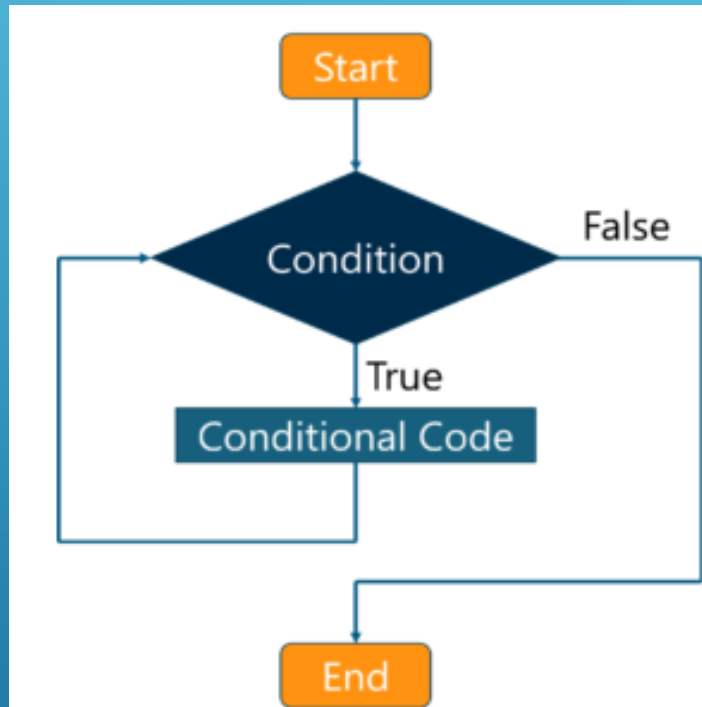 Start
Condition
False
True
Conditional Code
End